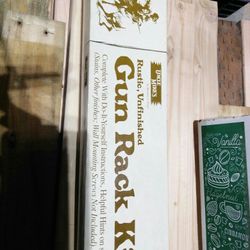 Rustic, Unfinished
Gun Rack K
Complete With Do-It-Yourself Instructions, Helpful Hints on
(Stains, Other finishes, Wall Mounting Screws Not Included)
Vanilla
CINNAMON